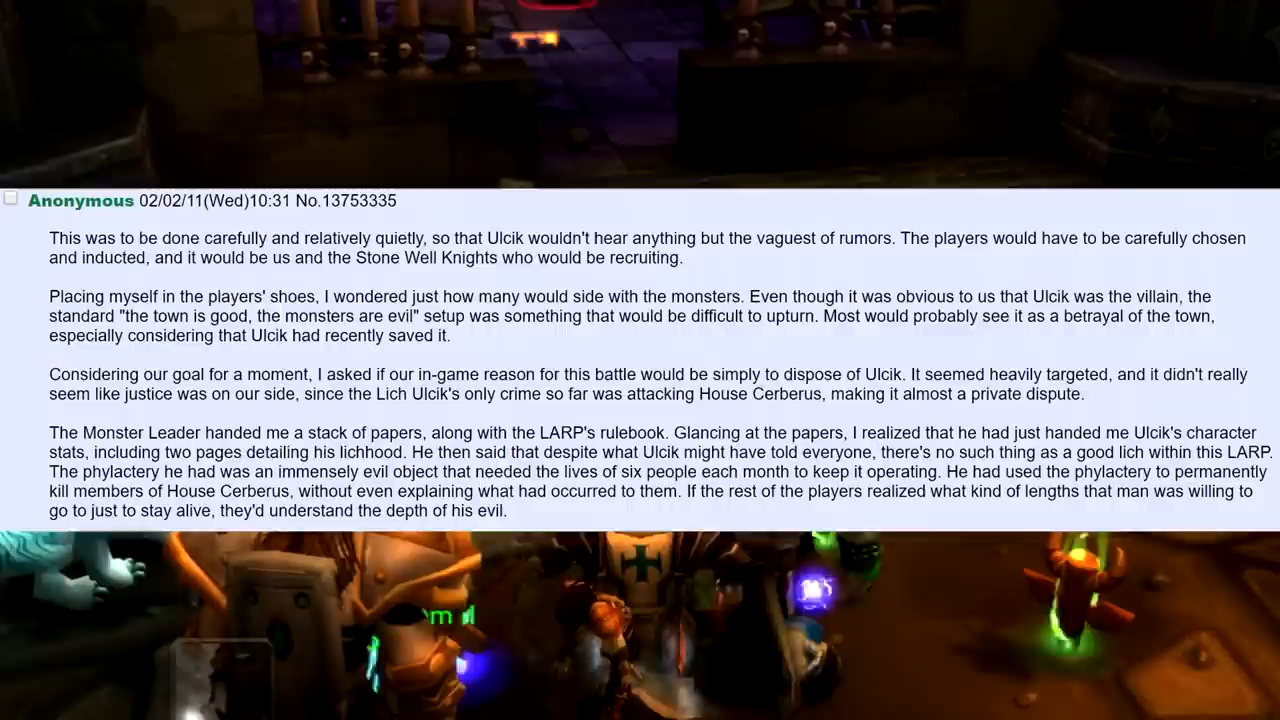 Anonymous 02/02/11(Wed)10:31 No.13753335
This was to be done carefully and relatively quietly, so that Ulcik wouldn't hear anything but the vaguest of rumors. The players would have to be carefully chosen
and inducted, and it would be us and the Stone Well Knights who would be recruiting.
Placing myself in the players' shoes, I wondered just how many would side with the monsters. Even though it was obvious to us that Ulcik was the villain, the
standard "the town is good, the monsters are evil" setup was something that would be difficult to upturn. Most would probably see it as a betrayal of the town,
especially considering that Ulcik had recently saved it.
Considering our goal for a moment, I asked if our in-game reason for this battle would be simply to dispose of Ulcik. It seemed heavily targeted, and it didn't really
seem like justice was on our side, since the Lich Ulcik's only crime so far was attacking House Cerberus, making it almost a private dispute.
The Monster Leader handed me a stack of papers, along with the LARP's rulebook. Glancing at the papers, I realized that he had just handed me Ulcik's character
stats, including two pages detailing his lichhood. He then said that despite what Ulcik might have told everyone, there's no such thing as a good lich within this LARP.
The phylactery he had was an immensely evil object that needed the lives of six people each month to keep it operating. He had used the phylactery to permanently
kill members of House Cerberus, without even explaining what had occurred to them. If the rest of the players realized what kind of lengths that man was willing to
go to just to stay alive, they'd understand the depth of his evil.